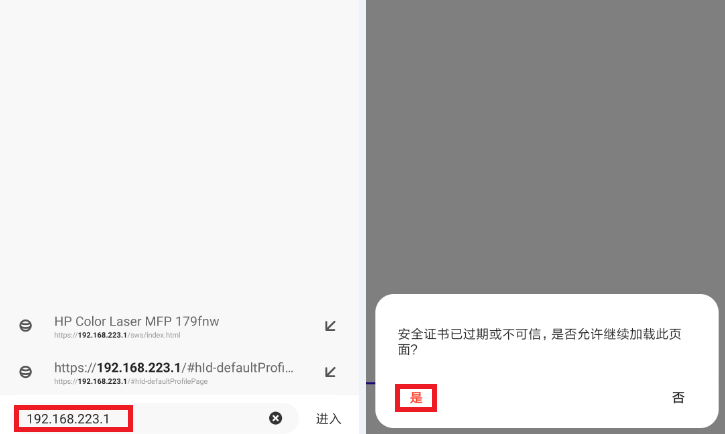 HP Color Laser MFP 179fnw
https://192.168.223.1/sws/index.html
https://192.168.223.1/#hId-defaultProfi...
https://192.168.223.1/#hId-defaultProfilePage
192.168.223.1
进入
安全证书已过期或不可信, 是否允许继续加载此页
面?
是
否